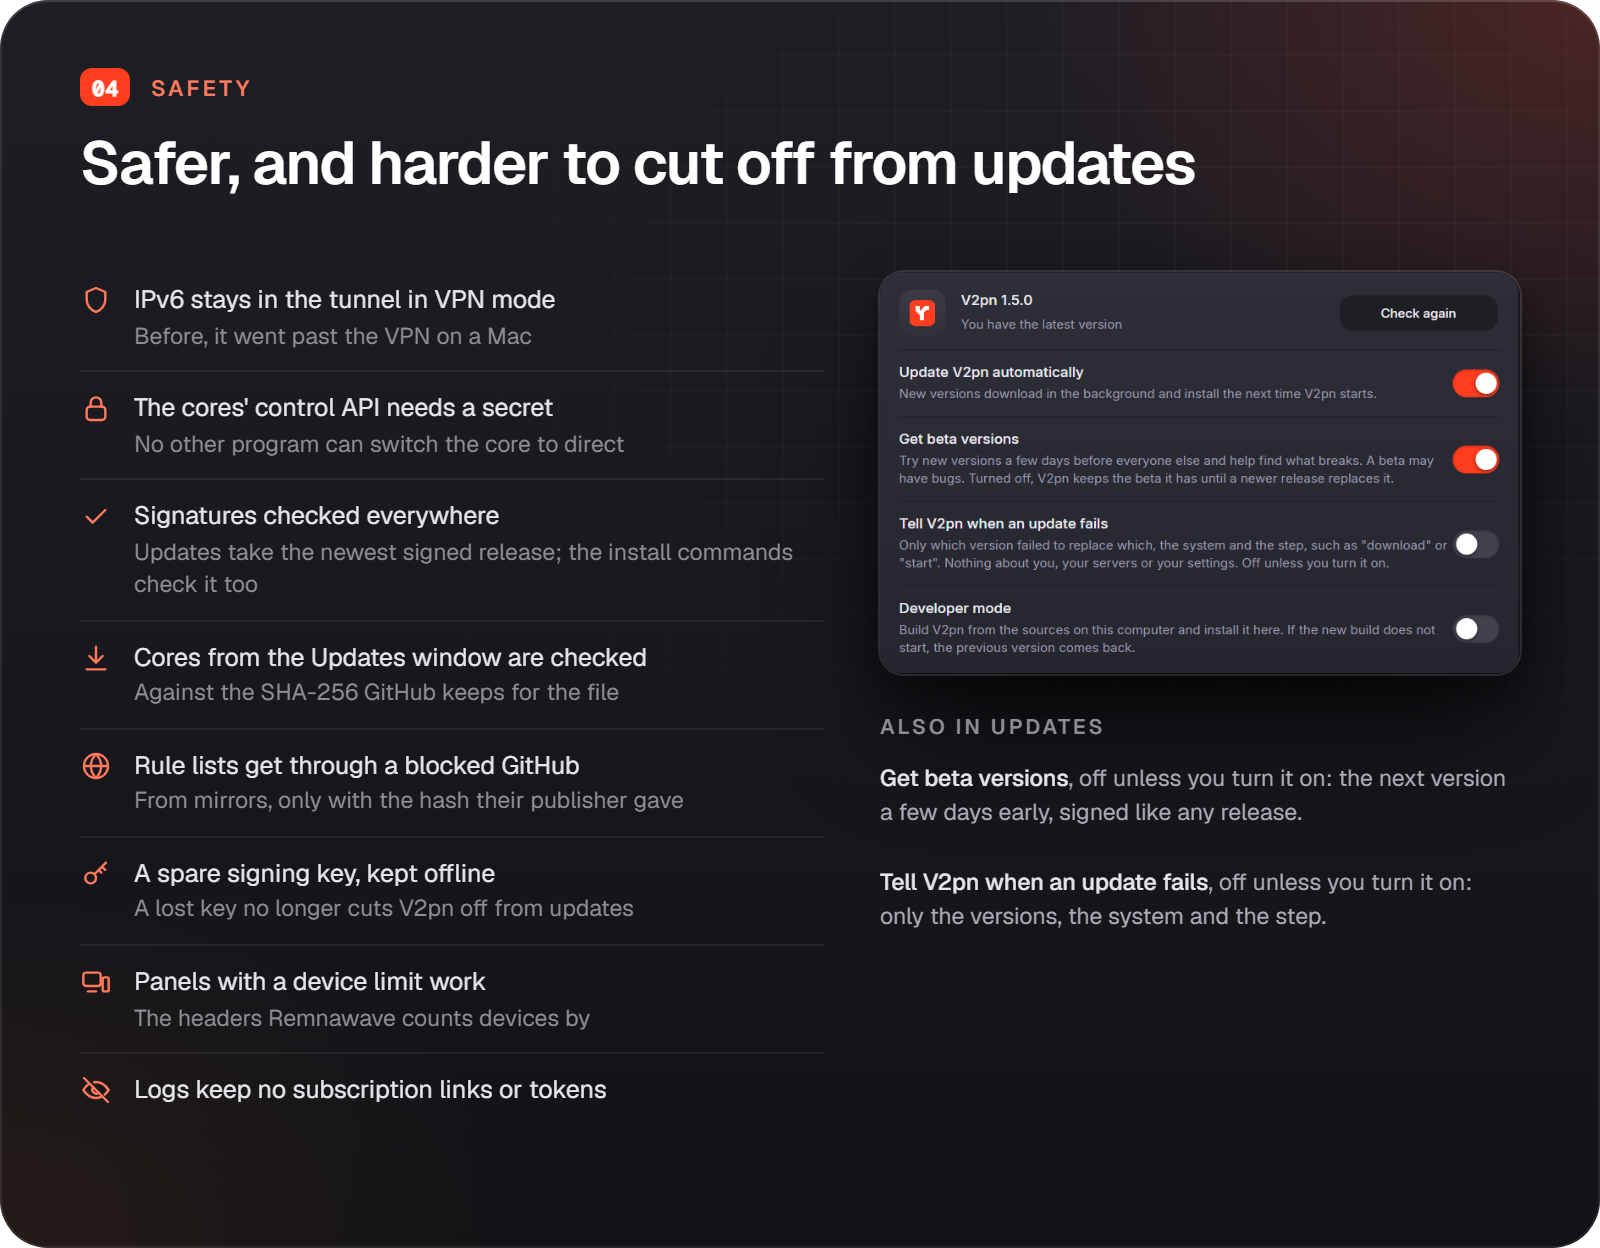 04 SAFETY
Safer, and harder to cut off from updates
IPv6 stays in the tunnel in VPN mode
Before, it went past the VPN on a Mac
The cores' control API needs a secret
No other program can switch the core to direct
Signatures checked everywhere
Updates take the newest signed release; the install commands
check it too
Cores from the Updates window are checked
Against the SHA-256 GitHub keeps for the file
Rule lists get through a blocked GitHub
From mirrors, only with the hash their publisher gave
A spare signing key, kept offline
A lost key no longer cuts V2pn off from updates
Panels with a device limit work
The headers Remnawave counts devices by
Logs keep no subscription links or tokens
V2pn 1.5.0
You have the latest version
Check again
Update V2pn automatically
New versions download in the background and install the next time V2pn starts.
Get beta versions
Try new versions a few days before everyone else and help find what breaks. A beta may
have bugs. Turned off, V2pn keeps the beta it has until a newer release replaces it.
Tell V2pn when an update fails
Only which version failed to replace which, the system and the step, such as "download" or
"start". Nothing about you, your servers or your settings. Off unless you turn it on.
Developer mode
Build V2pn from the sources on this computer and install it here. If the new build does not
start, the previous version comes back.
ALSO IN UPDATES
Get beta versions, off unless you turn it on: the next version
a few days early, signed like any release.
Tell V2pn when an update fails, off unless you turn it on:
only the versions, the system and the step.